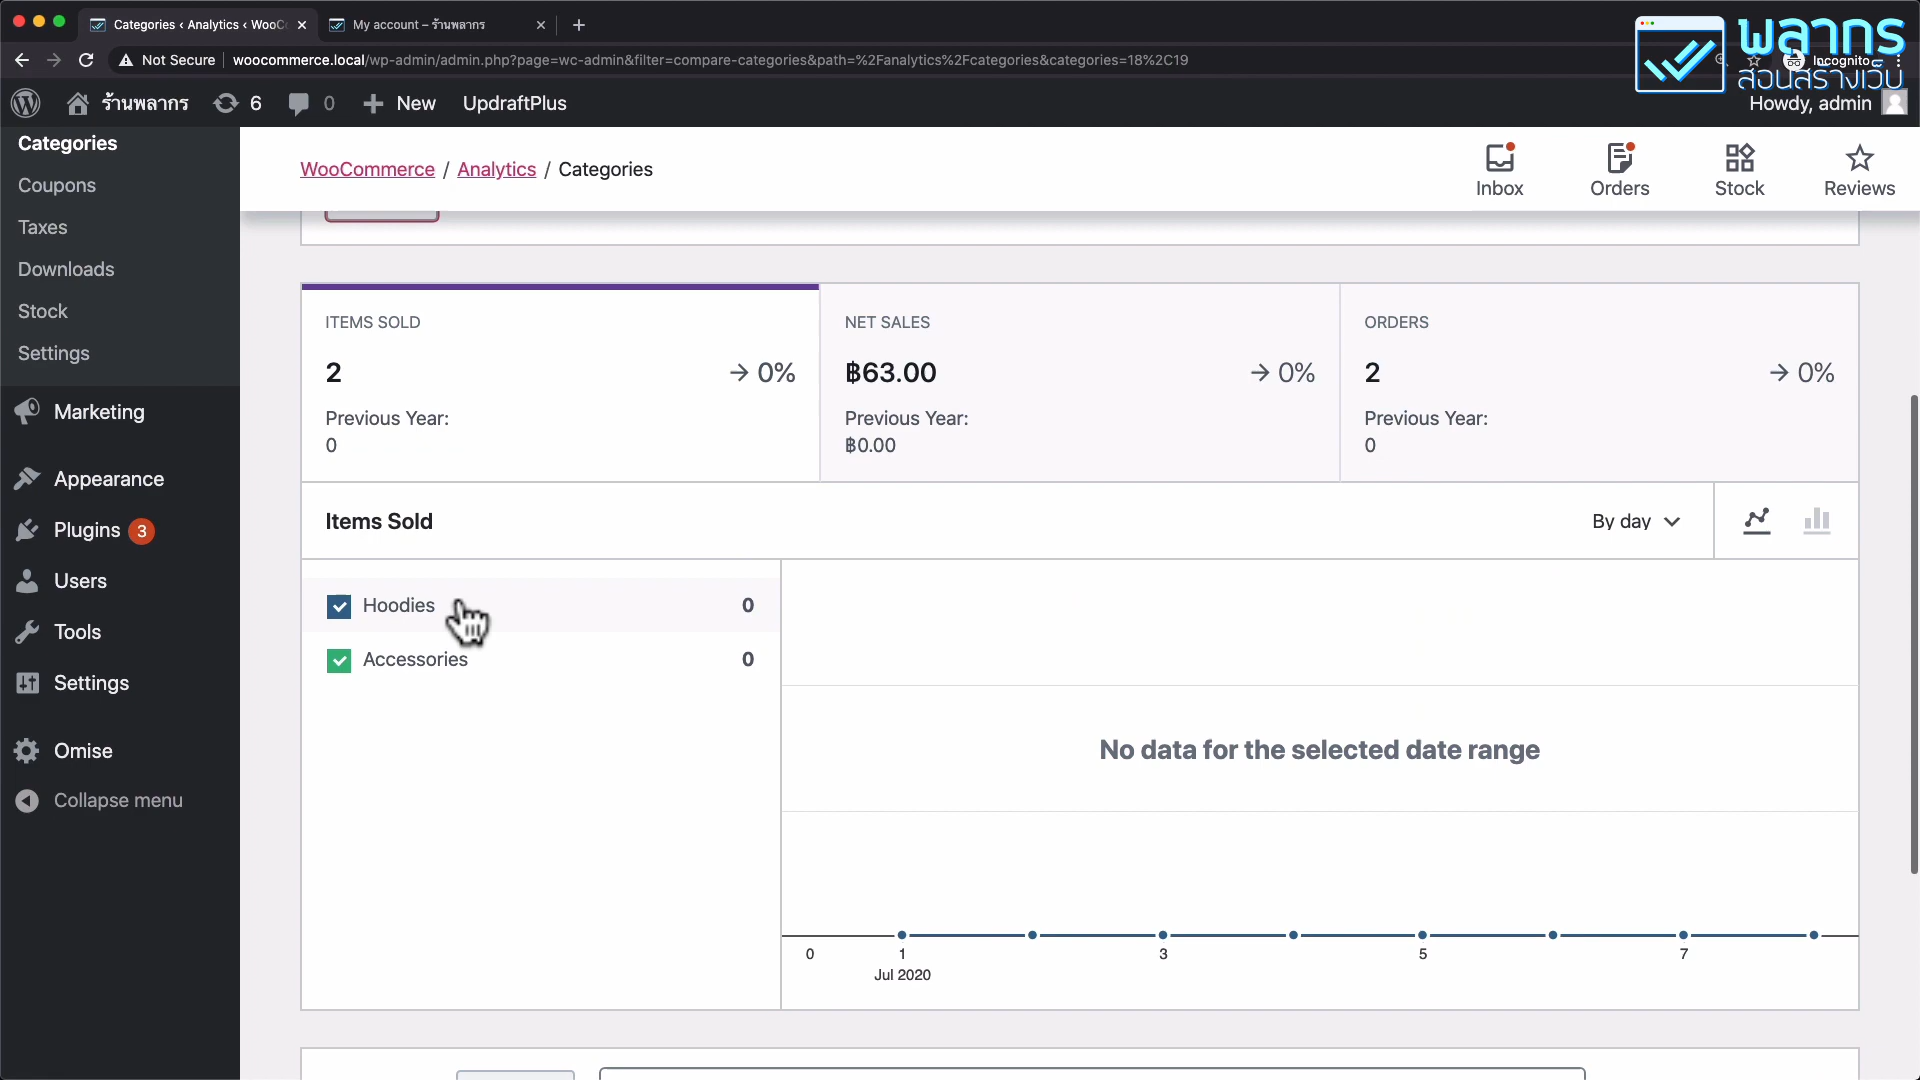 Categories ‹ Analytics ‹ WooC
My account – ร้านพลากร
Not Secure
woocommerce.local/wp-admin/admin.php?page=wc-admin&filter=compare-categories&path=%2Fanalytics%2Fcategories&categories=18%2C19
Incognito
พลากร
สอนสร้างเว็บ
ร้านพลากร
6
0
New
UpdraftPlus
Howdy, admin
Categories
Coupons
Taxes
Downloads
Stock
Settings
Marketing
Appearance
Plugins 3
Users
Tools
Settings
Omise
Collapse menu
WooCommerce / Analytics / Categories
Inbox
Orders
Stock
Reviews
ITEMS SOLD
2
0%
Previous Year:
0
NET SALES
฿63.00
0%
Previous Year:
฿0.00
ORDERS
2
0%
Previous Year:
0
Items Sold
By day
Hoodies 0
Accessories 0
No data for the selected date range
0 1 3 5 7
Jul 2020